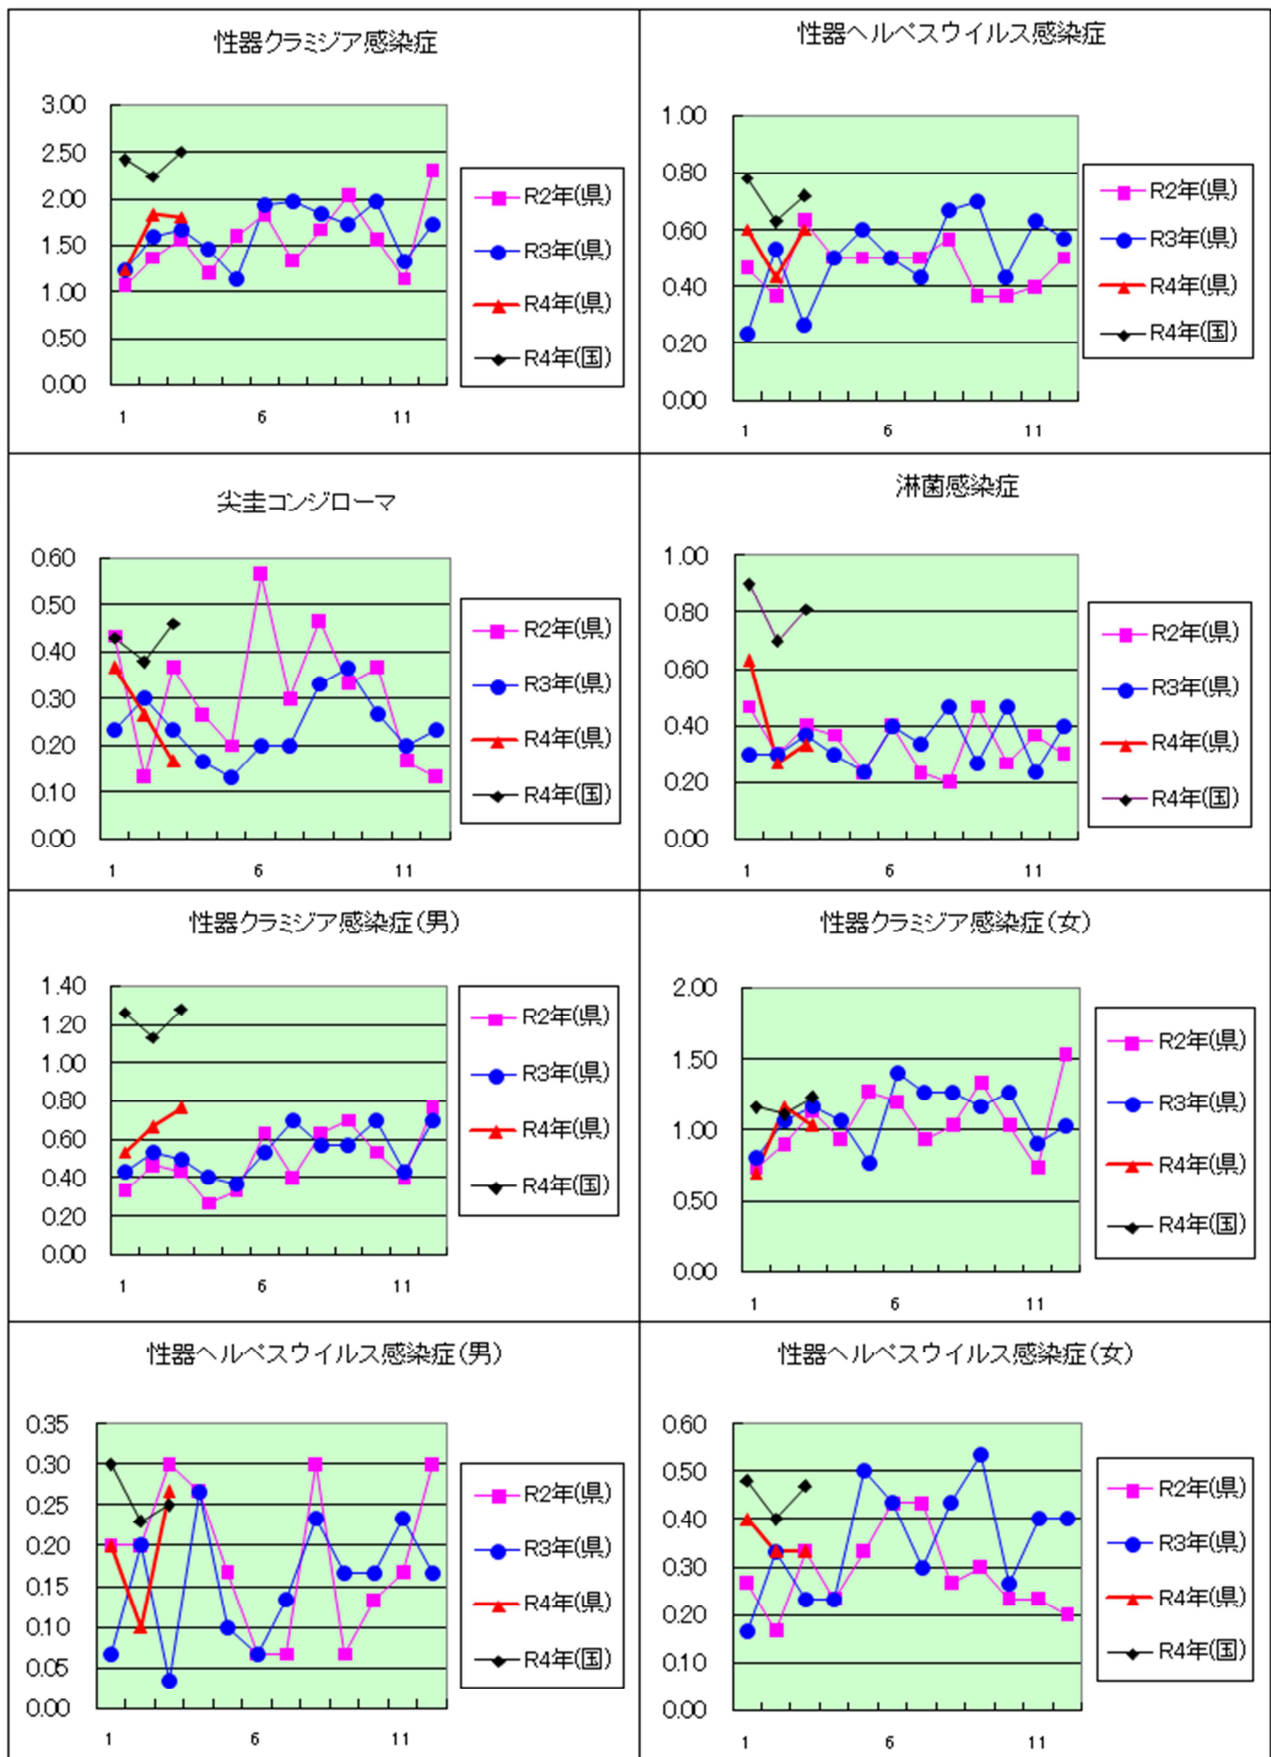 性器クラミジア感染症
3.00
2.50
2.00
1.50
1.00
0.50
0.00
1 6 11
R2年(県)
R3年(県)
R4年(県)
R4年(国)
性器ヘルペスウイルス感染症
1.00
0.80
0.60
0.40
0.20
0.00
1 6 11
R2年(県)
R3年(県)
R4年(県)
R4年(国)
尖圭コンジローマ
0.60
0.50
0.40
0.30
0.20
0.10
0.00
1 6 11
R2年(県)
R3年(県)
R4年(県)
R4年(国)
淋菌感染症
1.00
0.80
0.60
0.40
0.20
0.00
1 6 11
R2年(県)
R3年(県)
R4年(県)
R4年(国)
性器クラミジア感染症(男)
1.40
1.20
1.00
0.80
0.60
0.40
0.20
0.00
1 6 11
R2年(県)
R3年(県)
R4年(県)
R4年(国)
性器クラミジア感染症(女)
2.00
1.50
1.00
0.50
0.00
1 6 11
R2年(県)
R3年(県)
R4年(県)
R4年(国)
性器ヘルペスウイルス感染症(男)
0.35
0.30
0.25
0.20
0.15
0.10
0.05
0.00
1 6 11
R2年(県)
R3年(県)
R4年(県)
R4年(国)
性器ヘルペスウイルス感染症(女)
0.60
0.50
0.40
0.30
0.20
0.10
0.00
1 6 11
R2年(県)
R3年(県)
R4年(県)
R4年(国)